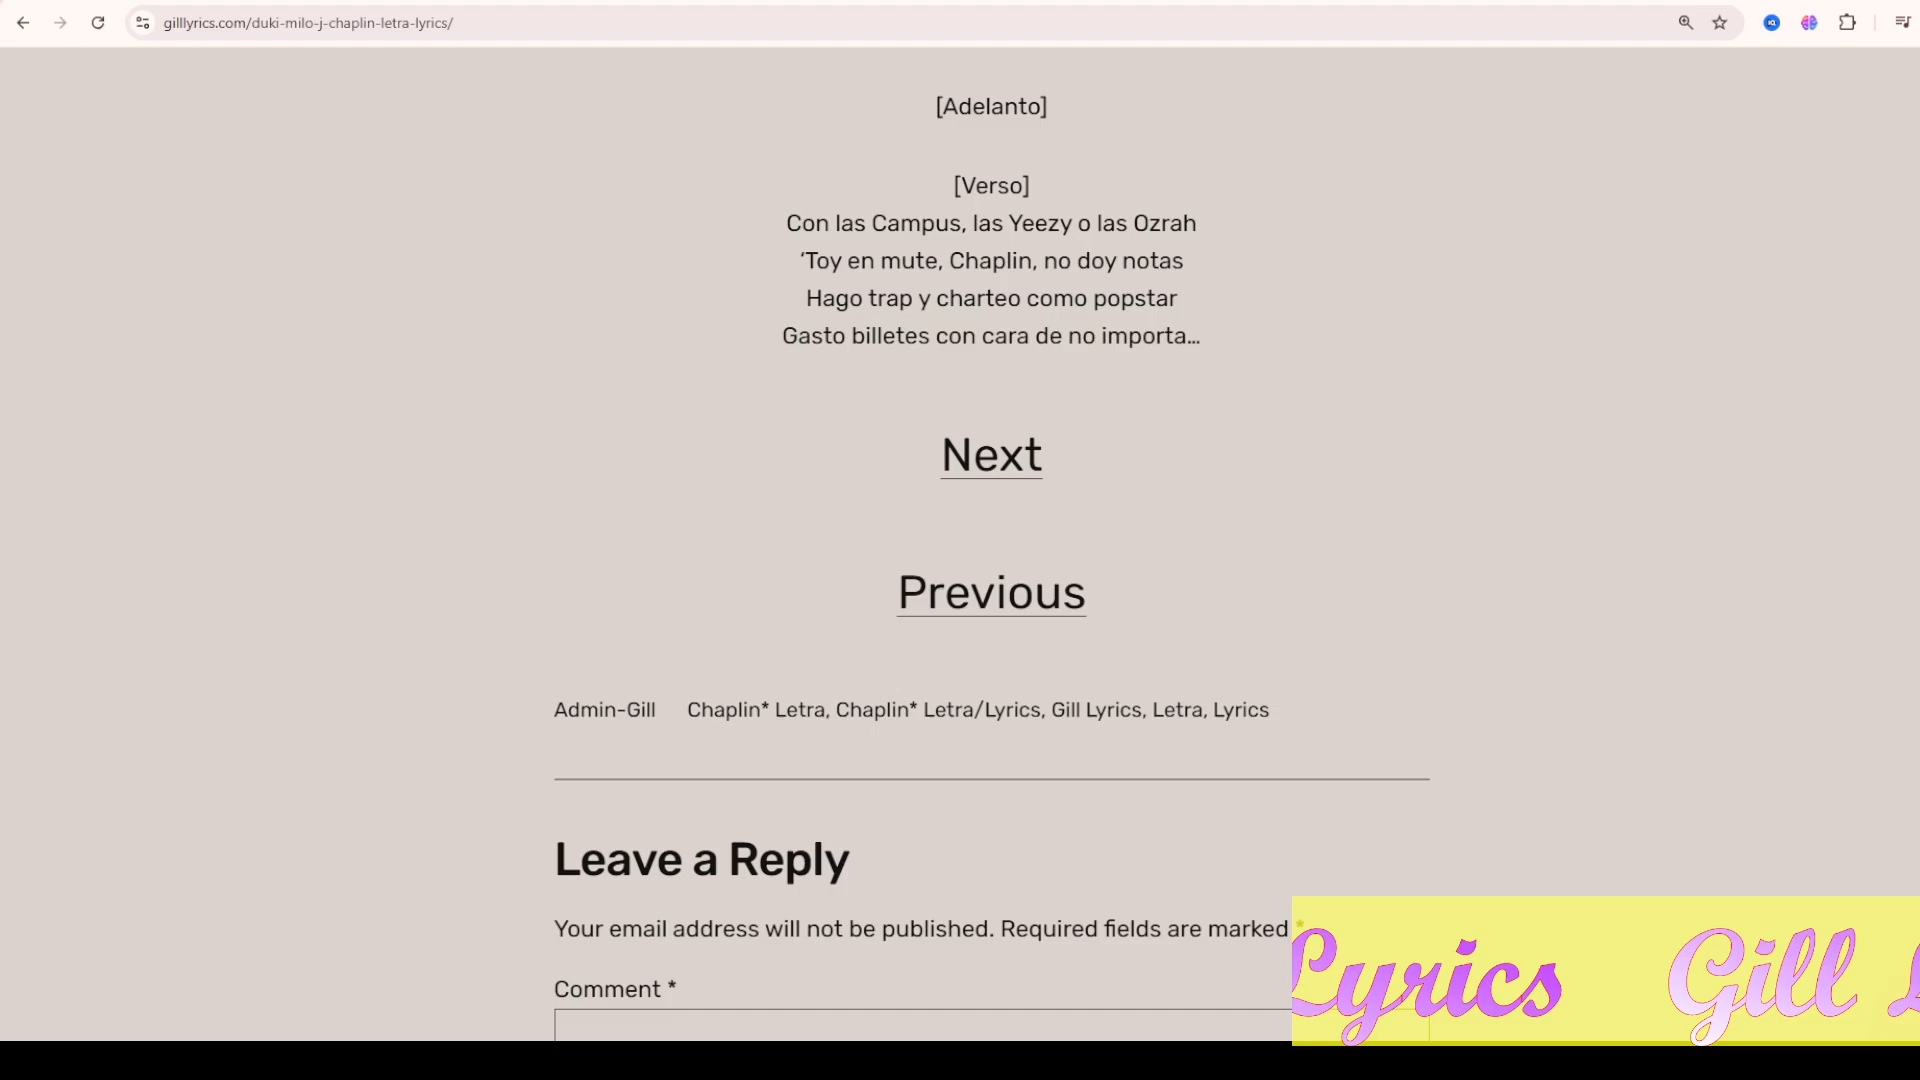 gilllyrics.com/duki-milo-j-chaplin-letra-lyrics/
[Adelanto]
[Verso]
Con las Campus, las Yeezy o las Ozrah
‘Toy en mute, Chaplin, no doy notas
Hago trap y charteo como popstar
Gasto billetes con cara de no importa…
Next
Previous
Admin-Gill Chaplin* Letra, Chaplin* Letra/Lyrics, Gill Lyrics, Letra, Lyrics
Leave a Reply
Your email address will not be published. Required fields are marked *
Comment *
Lyrics Gill L